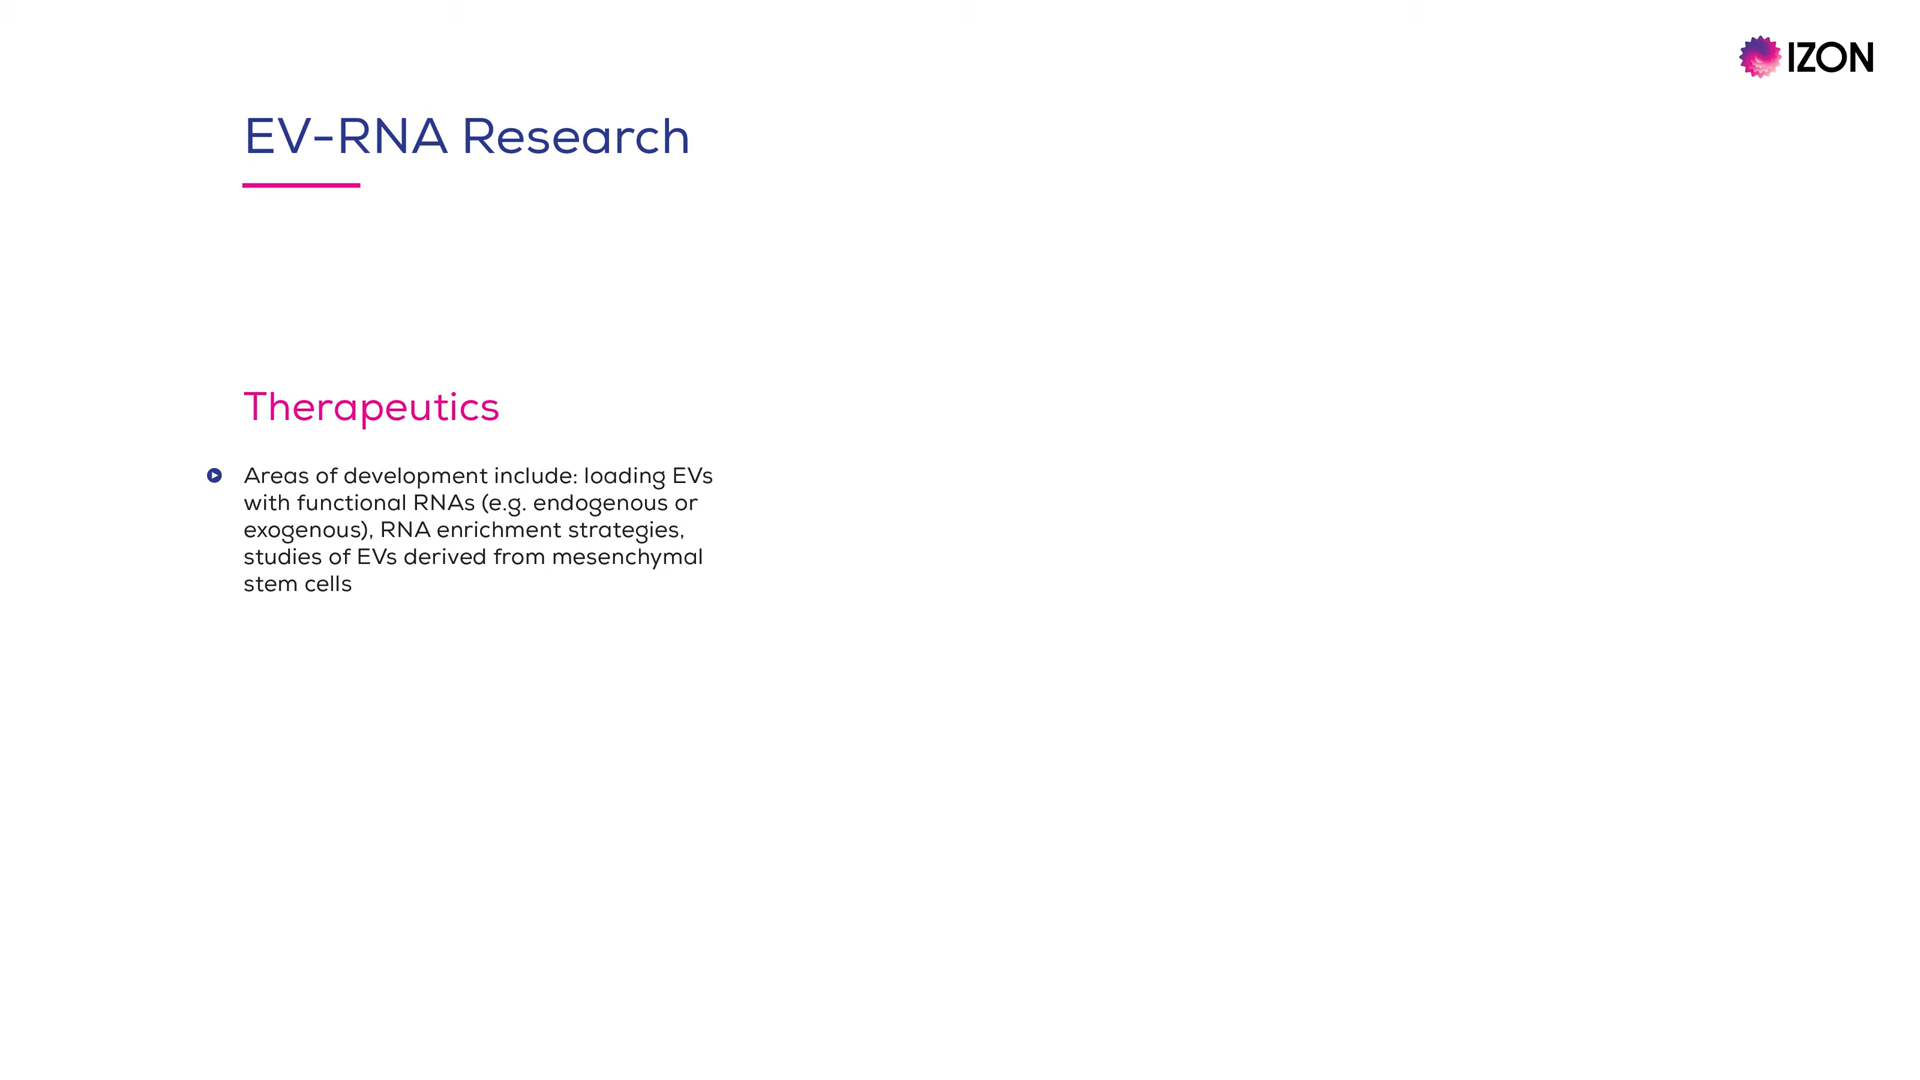 IZON
EV-RNA Research
Therapeutics
Areas of development include: loading EVs
with functional RNAs (e.g. endogenous or
exogenous), RNA enrichment strategies,
studies of EVs derived from mesenchymal
stem cells